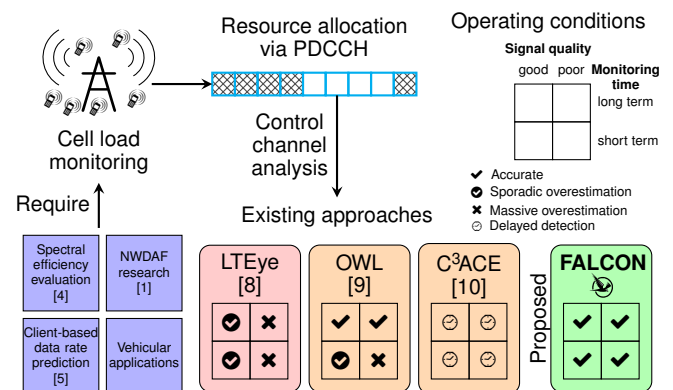 Resource allocation
via PDCCH
Operating conditions
Signal quality
good poor Monitoring
time
long term
short term
Accurate
Sporadic overestimation
Massive overestimation
Delayed detection
Cell load
monitoring
Control
channel
analysis
Require
Existing approaches
Spectral
efficiency
evaluation
[4]
NWDAF
research
[1]
Client-based
data rate
prediction
[5]
Vehicular
applications
LTEye
[8]
OWL
[9]
C³ACE
[10]
Proposed
FALCON